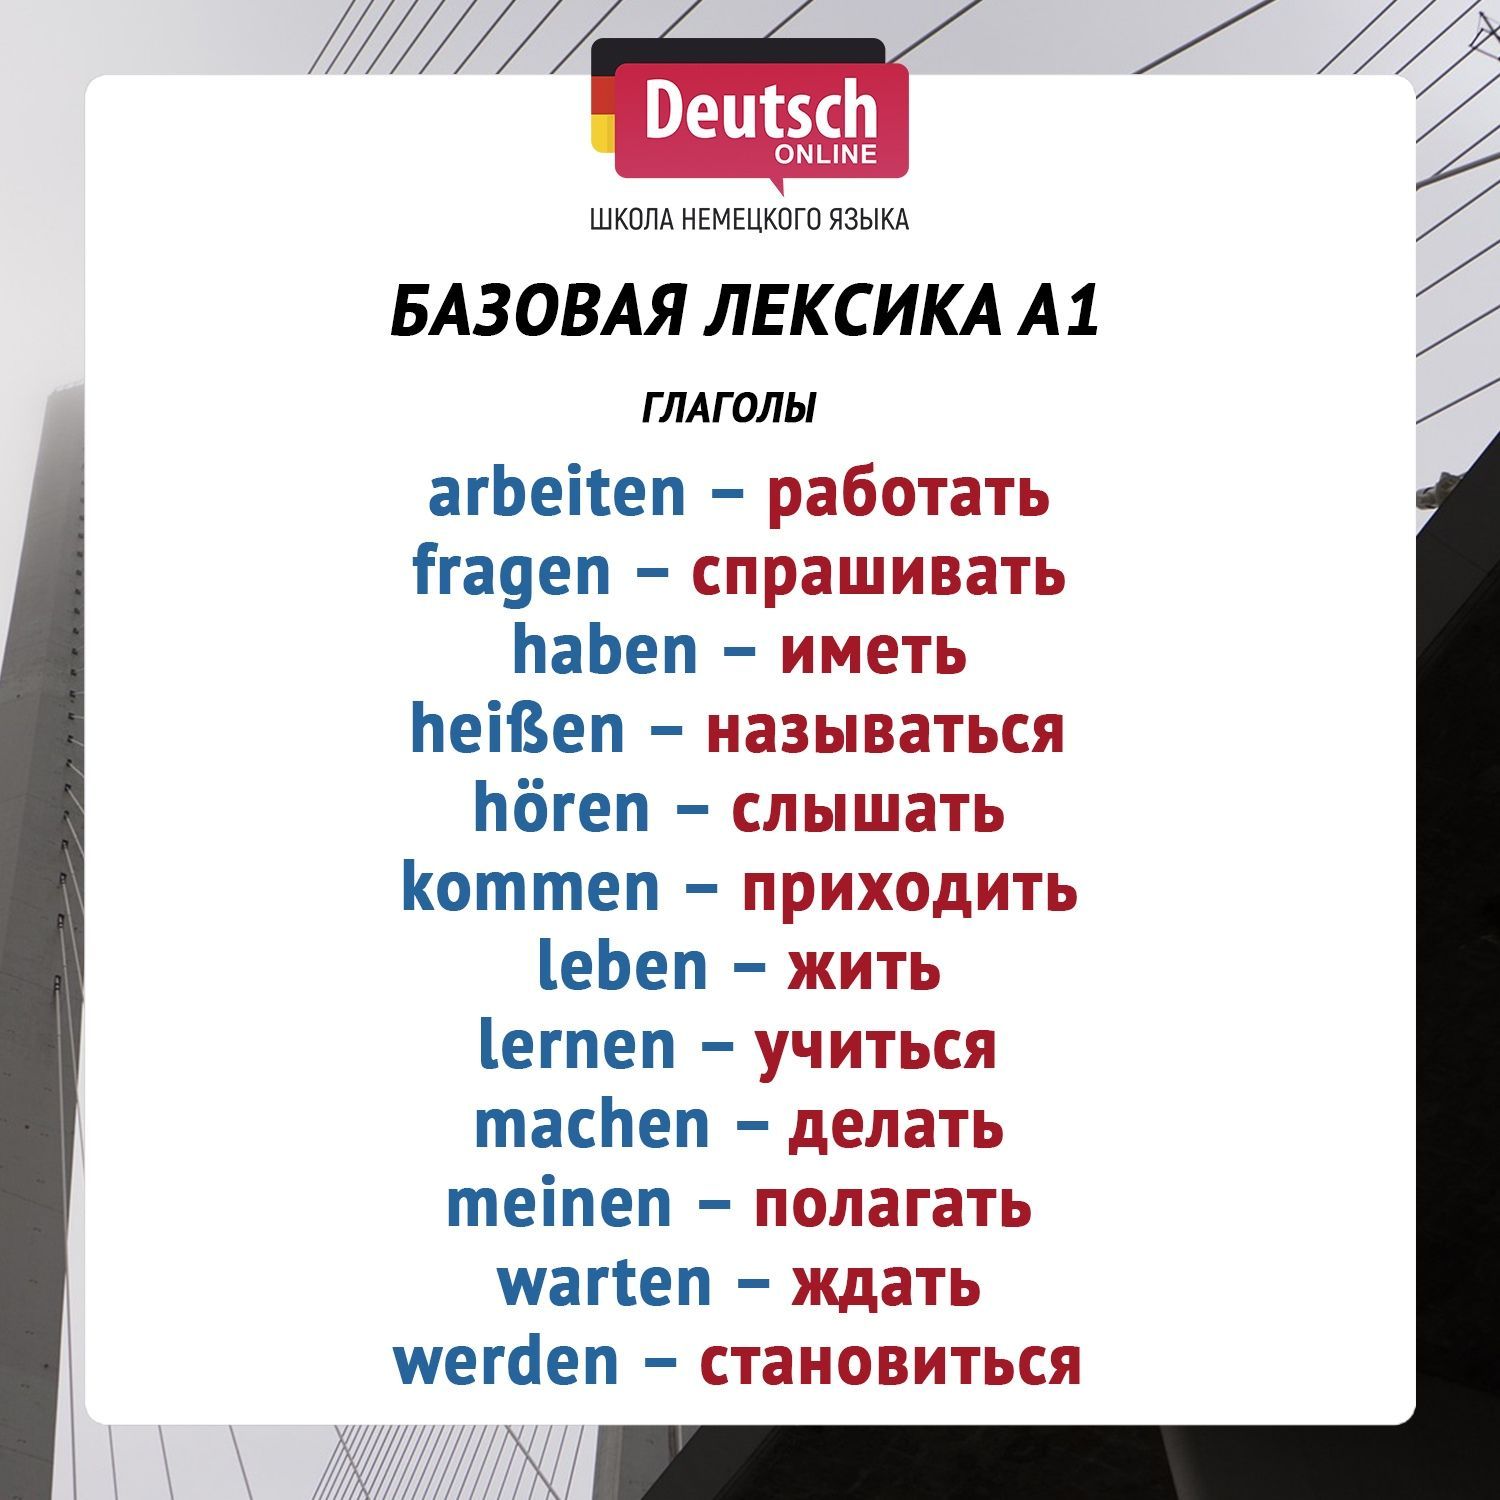 Deutsch
ONLINE
ШКОЛА НЕМЕЦКОГО ЯЗЫКА
БАЗОВАЯ ЛЕКСИКА А1
ГЛАГОЛЫ
arbeiten – работать
fragen – спрашивать
haben – иметь
heißen – называться
hören – слышать
kommen – приходить
leben – жить
lernen – учиться
machen – делать
meinen – полагать
warten – ждать
werden – становиться